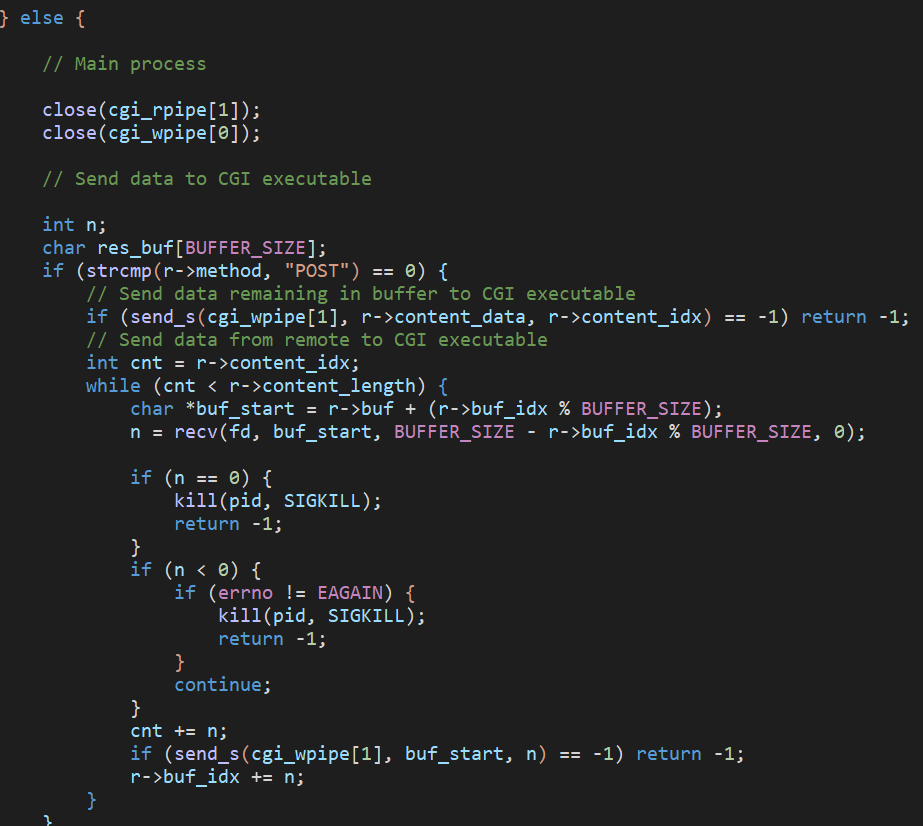 } else {
// Main process
close(cgi_rpipe[1]);
close(cgi_wpipe[0]);
// Send data to CGI executable
int n;
char res_buf[BUFFER_SIZE];
if (strcmp(r->method, "POST") == 0) {
// Send data remaining in buffer to CGI executable
if (send_s(cgi_wpipe[1], r->content_data, r->content_idx) == -1) return -1;
// Send data from remote to CGI executable
int cnt = r->content_idx;
while (cnt < r->content_length) {
char *buf_start = r->buf + (r->buf_idx % BUFFER_SIZE);
n = recv(fd, buf_start, BUFFER_SIZE - r->buf_idx % BUFFER_SIZE, 0);
if (n == 0) {
kill(pid, SIGKILL);
return -1;
}
if (n < 0) {
if (errno != EAGAIN) {
kill(pid, SIGKILL);
return -1;
}
continue;
}
cnt += n;
if (send_s(cgi_wpipe[1], buf_start, n) == -1) return -1;
r->buf_idx += n;
}
}